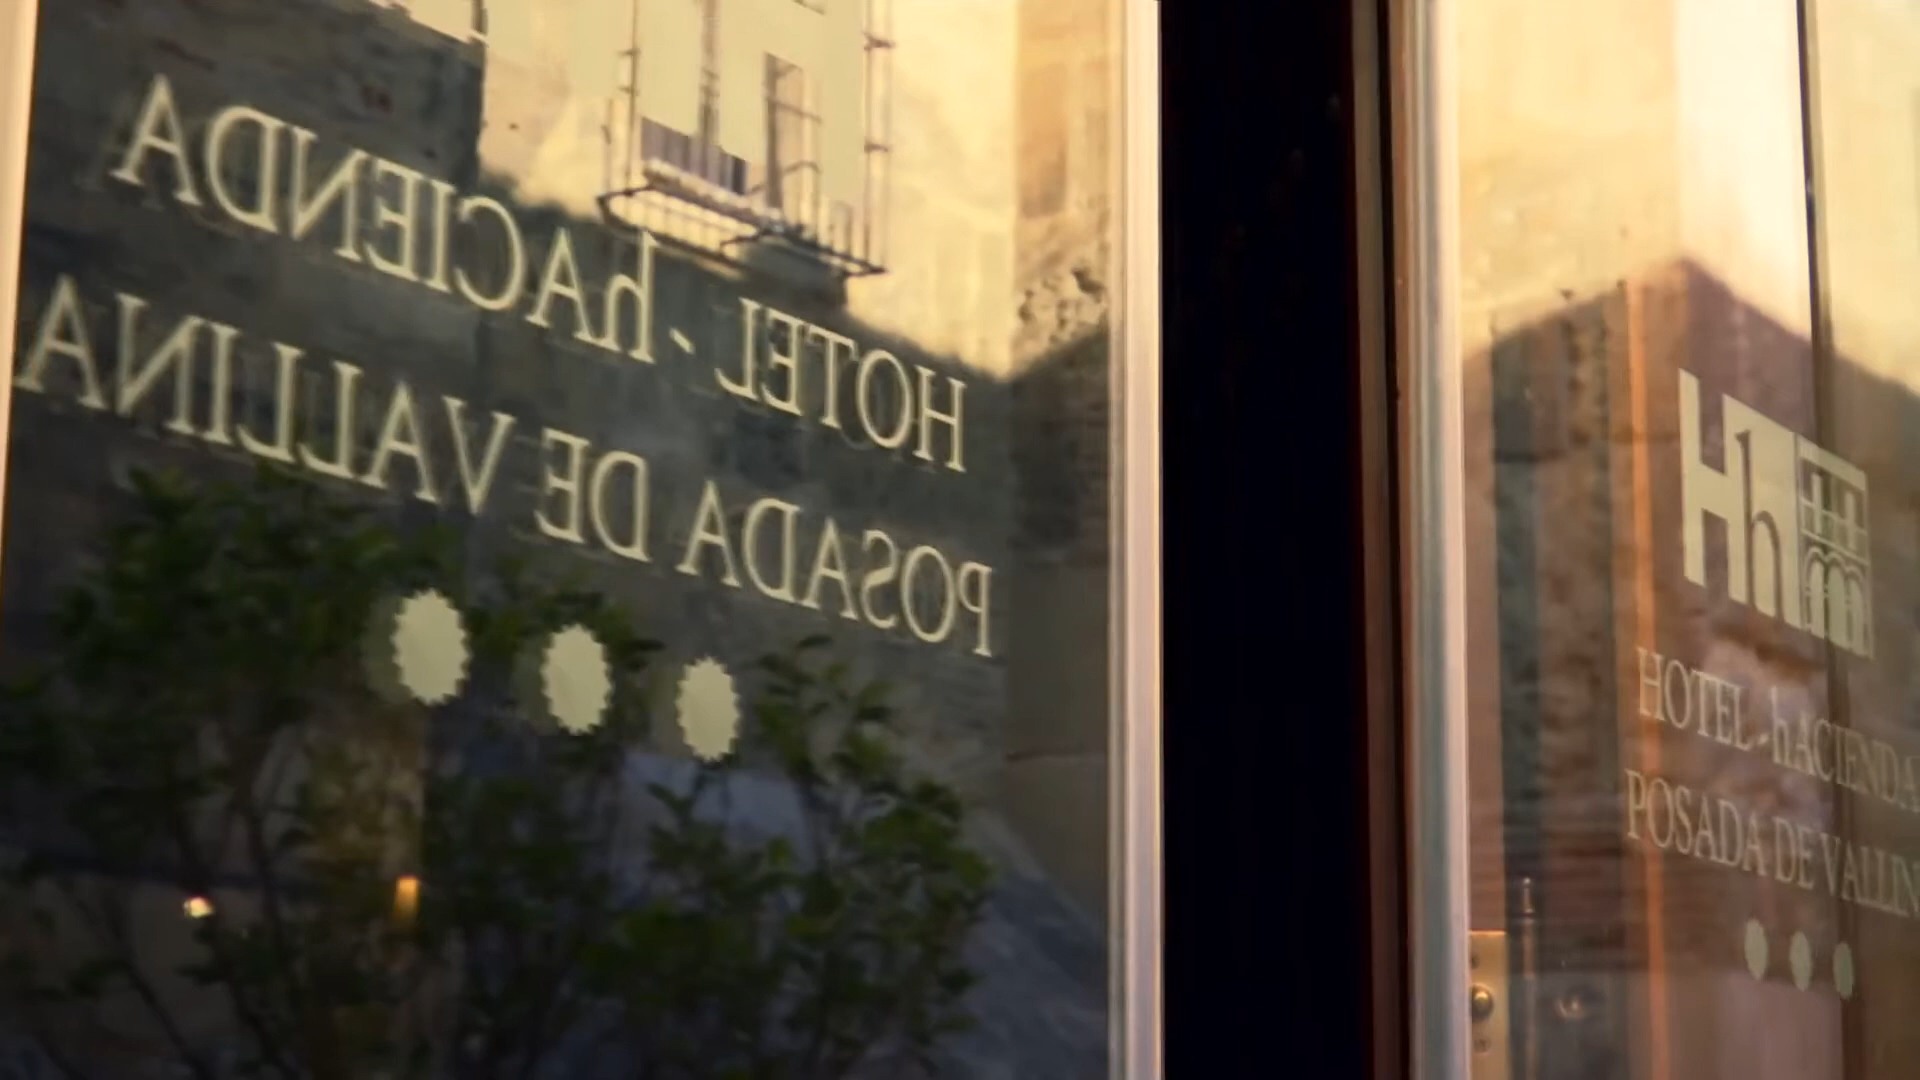 HOTEL - hACIENDA
POSADA DE VALLINA
Hh
HOTEL - hACIENDA
POSADA DE VALLIN